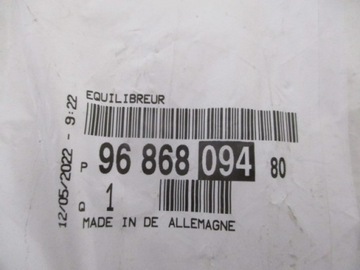 EQUILIBREUR
P 96 868 094 80
Q 1
MADE IN DE ALLEMAGNE
12/05/2022 - 9:22